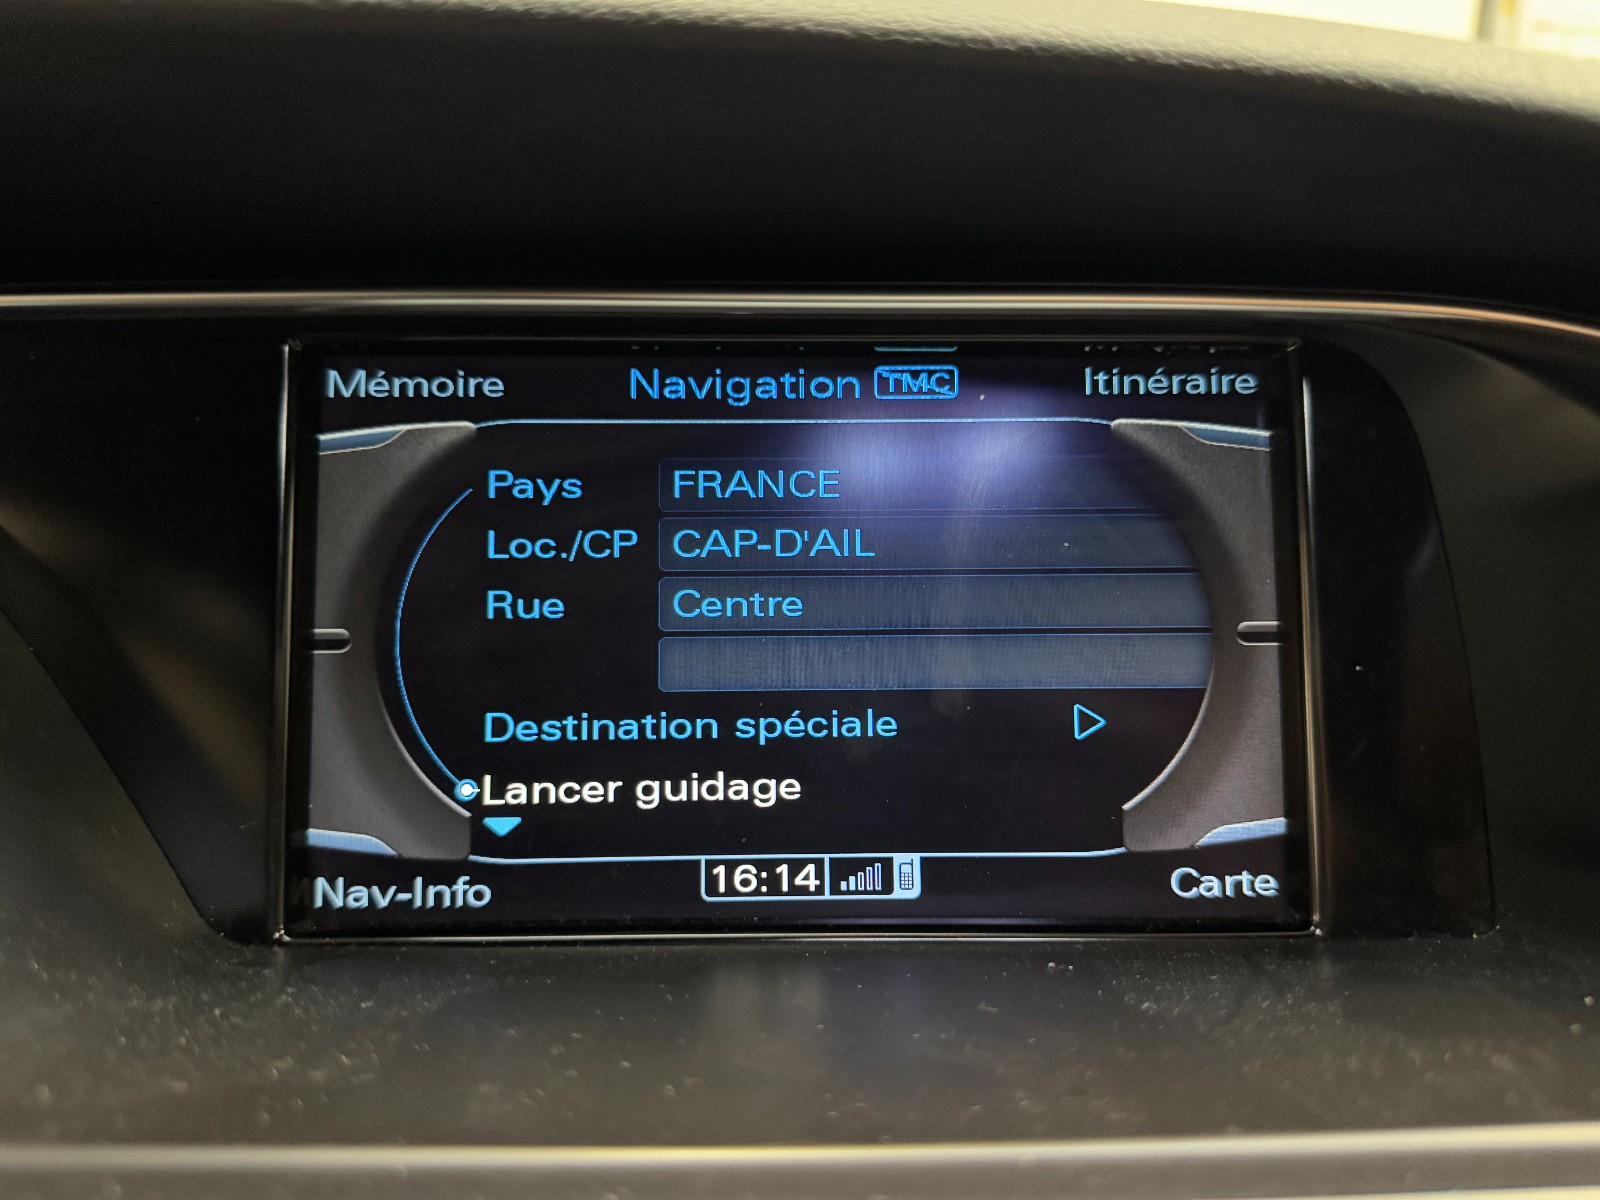 Mémoire Navigation TMC Itinéraire
Pays FRANCE
Loc./CP CAP-D'AIL
Rue Centre
Destination spéciale
Lancer guidage
Nav-Info 16:14 Carte